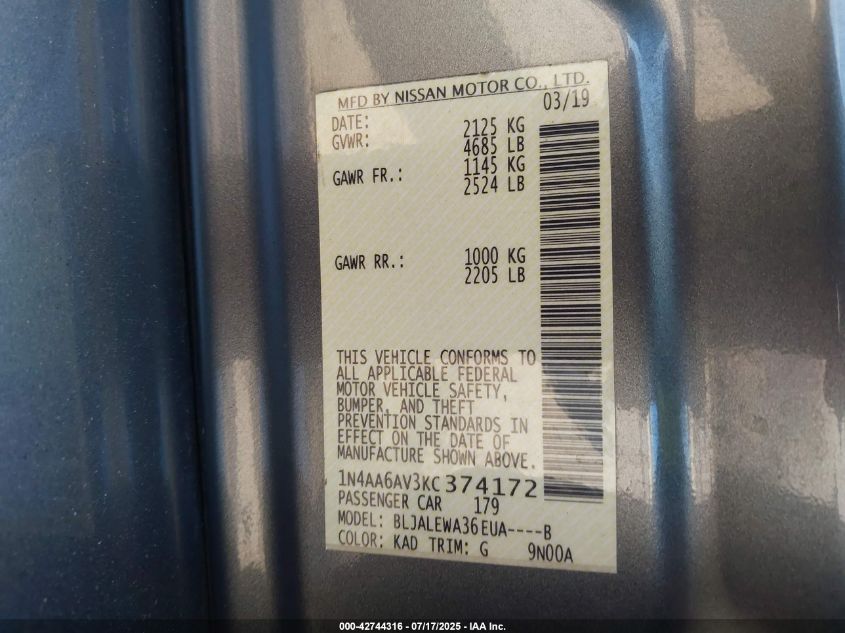 MFD BY NISSAN MOTOR CO., LTD.
DATE: 03/19
GVWR: 2125 KG
4685 LB
GAWR FR.: 1145 KG
2524 LB
GAWR RR.: 1000 KG
2205 LB
THIS VEHICLE CONFORMS TO
ALL APPLICABLE FEDERAL
MOTOR VEHICLE SAFETY,
BUMPER, AND THEFT
PREVENTION STANDARDS IN
EFFECT ON THE DATE OF
MANUFACTURE SHOWN ABOVE.
1N4AA6AV3KC374172
PASSENGER CAR 179
MODEL: BLJALEWA36EUA----B
COLOR: KAD TRIM: G 9N00A
000-42744316 - 07/17/2025 - IAA Inc.